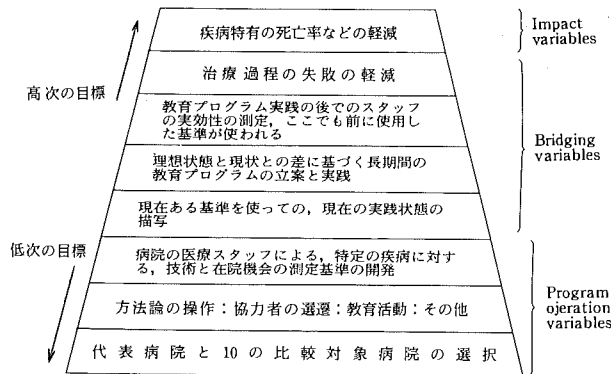 疾病特有の死亡率などの軽減
治療過程の失敗の軽減
教育プログラム実践の後でのスタッフ
の実効性の測定,ここでも前に使用し
た基準が使われる
理想状態と現状との差に基づく長期間の
教育プログラムの立案と実践
現在ある基準を使っての,現在の実践状態の
描写
病院の医療スタッフによる,特定の疾病に対す
る,技術と在院機会の測定基準の開発
方法論の操作:協力者の選遷:教育活動:その他
代表病院と10の比較対象病院の選択
高次の目標
低次の目標
Impact
variables
Bridging
variables
Program
ojeration
variables